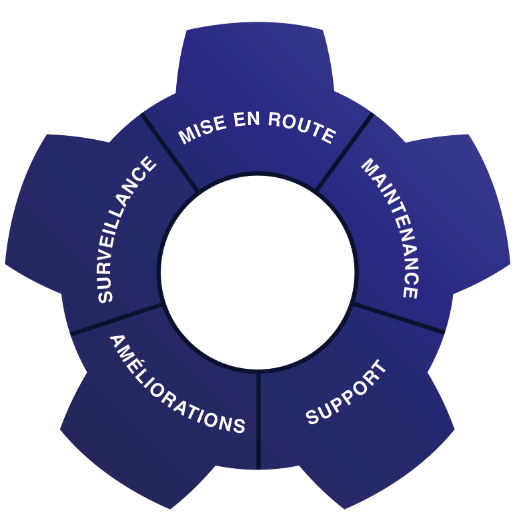 MISE EN ROUTE
MAINTENANCE
SUPPORT
AMÉLIORATIONS
SURVEILLANCE